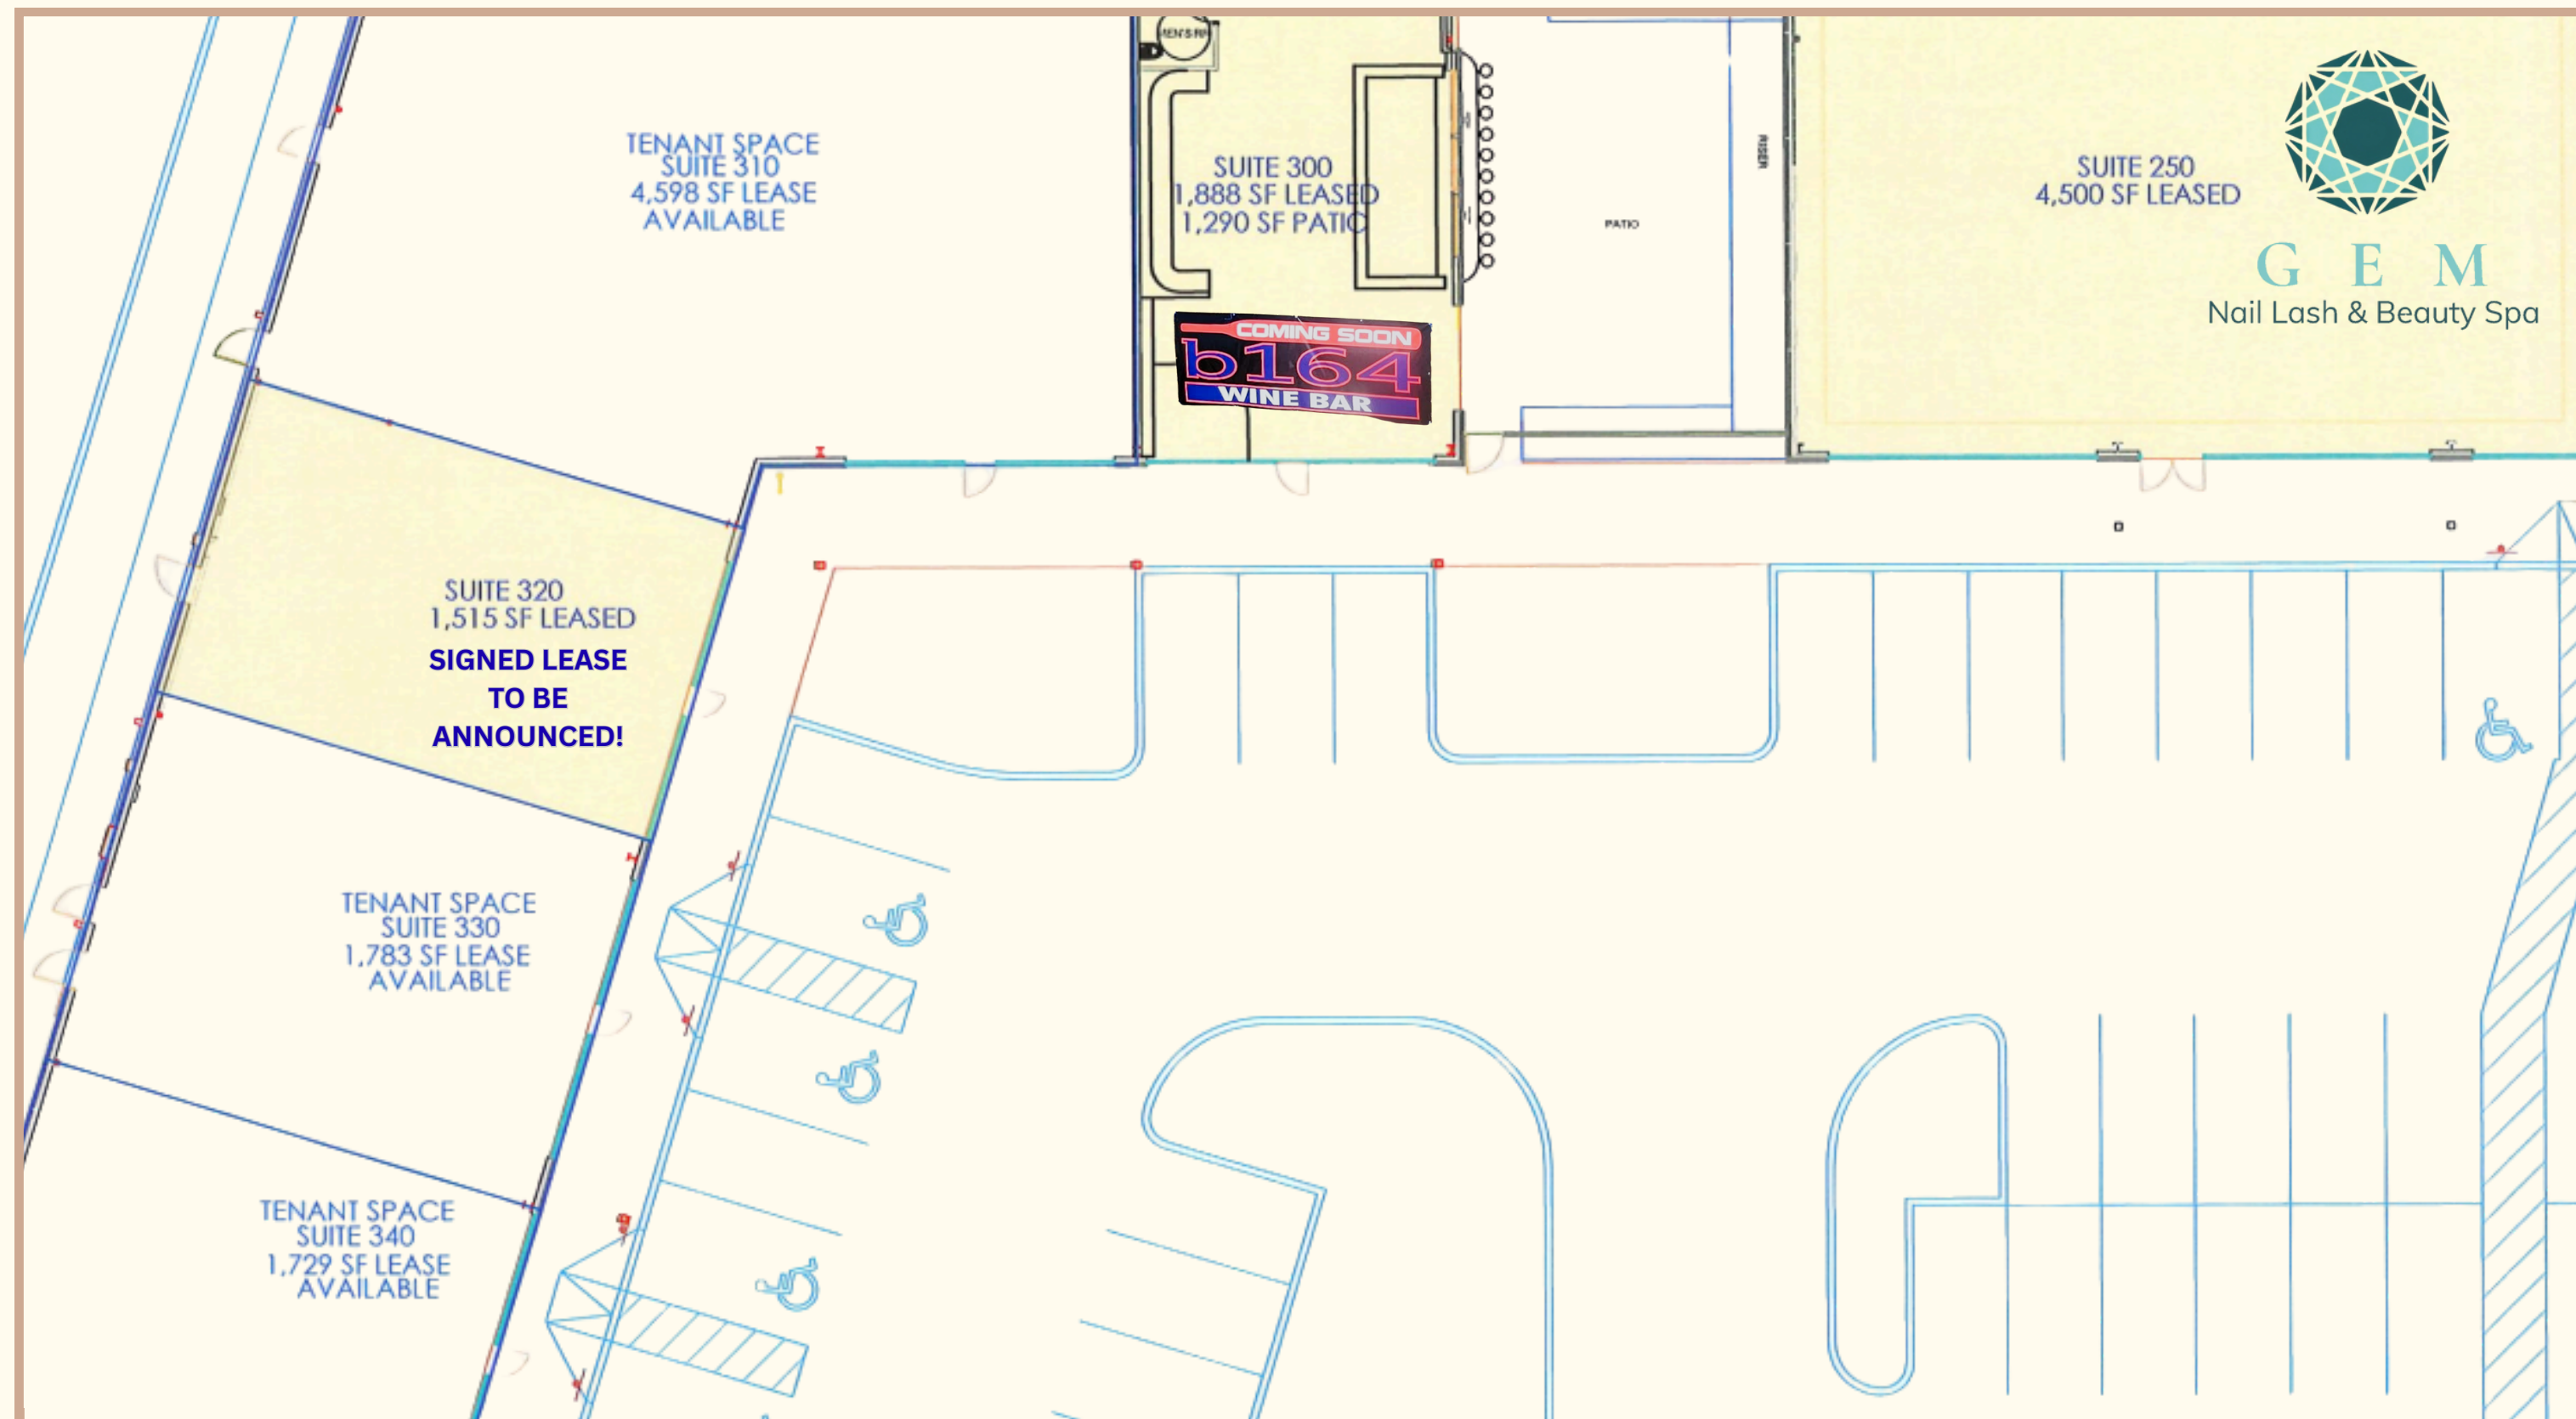 MEN'S RR
TENANT SPACE
SUITE 310
4,598 SF LEASE
AVAILABLE
SUITE 300
1,888 SF LEASED
1,290 SF PATIO
COMING SOON
b164
WINE BAR
PATIO
RISER
SUITE 250
4,500 SF LEASED
GEM
Nail Lash & Beauty Spa
SUITE 320
1,515 SF LEASED
SIGNED LEASE
TO BE
ANNOUNCED!
TENANT SPACE
SUITE 330
1,783 SF LEASE
AVAILABLE
TENANT SPACE
SUITE 340
1,729 SF LEASE
AVAILABLE